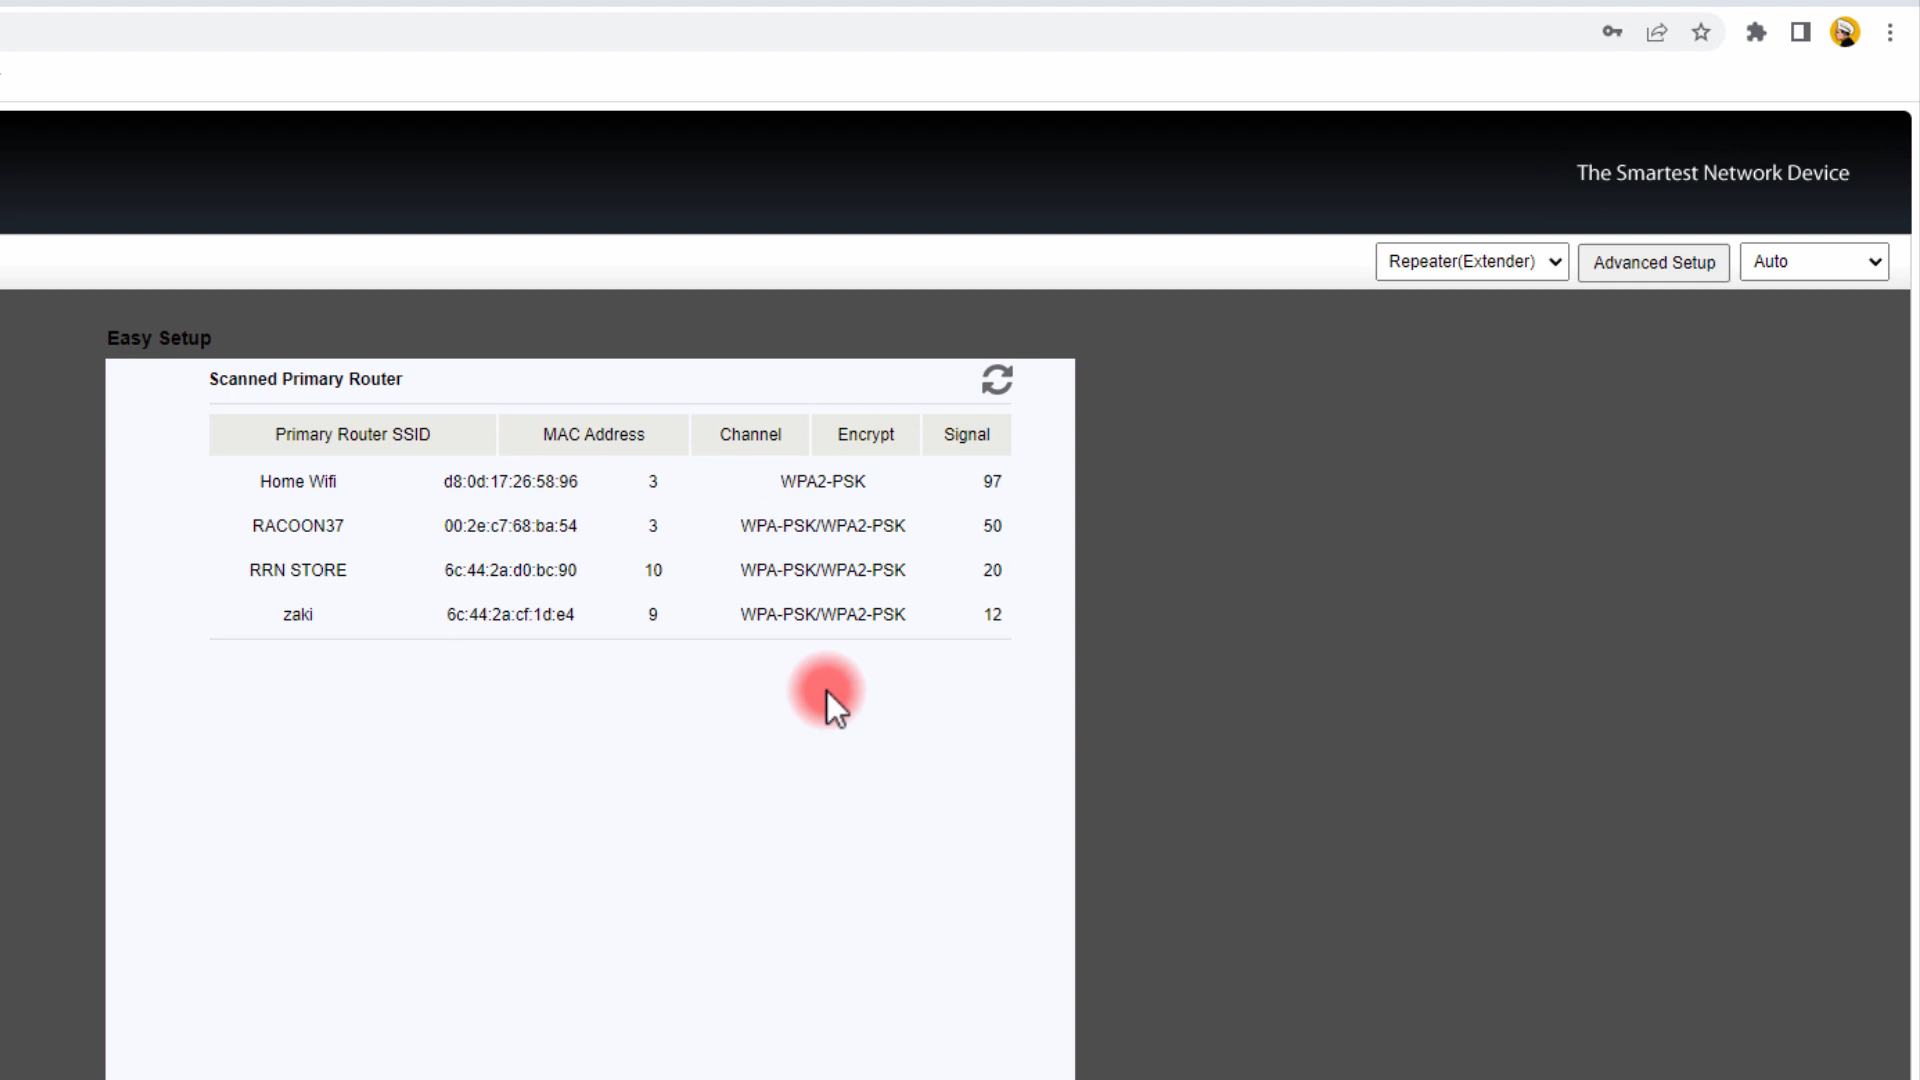 The Smartest Network Device
Repeater(Extender) Advanced Setup Auto
Easy Setup
Scanned Primary Router
Primary Router SSID MAC Address Channel Encrypt Signal
Home Wifi d8:0d:17:26:58:96 3 WPA2-PSK 97
RACOON37 00:2e:c7:68:ba:54 3 WPA-PSK/WPA2-PSK 50
RRN STORE 6c:44:2a:d0:bc:90 10 WPA-PSK/WPA2-PSK 20
zaki 6c:44:2a:cf:1d:e4 9 WPA-PSK/WPA2-PSK 12